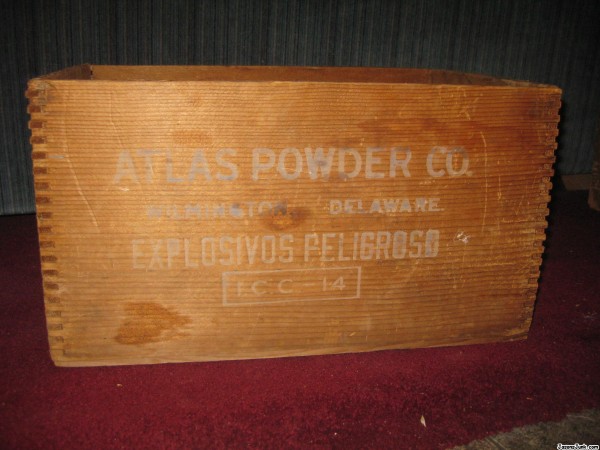 ATLAS POWDER CO.
WILMINGTON DELAWARE.
EXPLOSIVOS PELIGROSO
I C C - 14